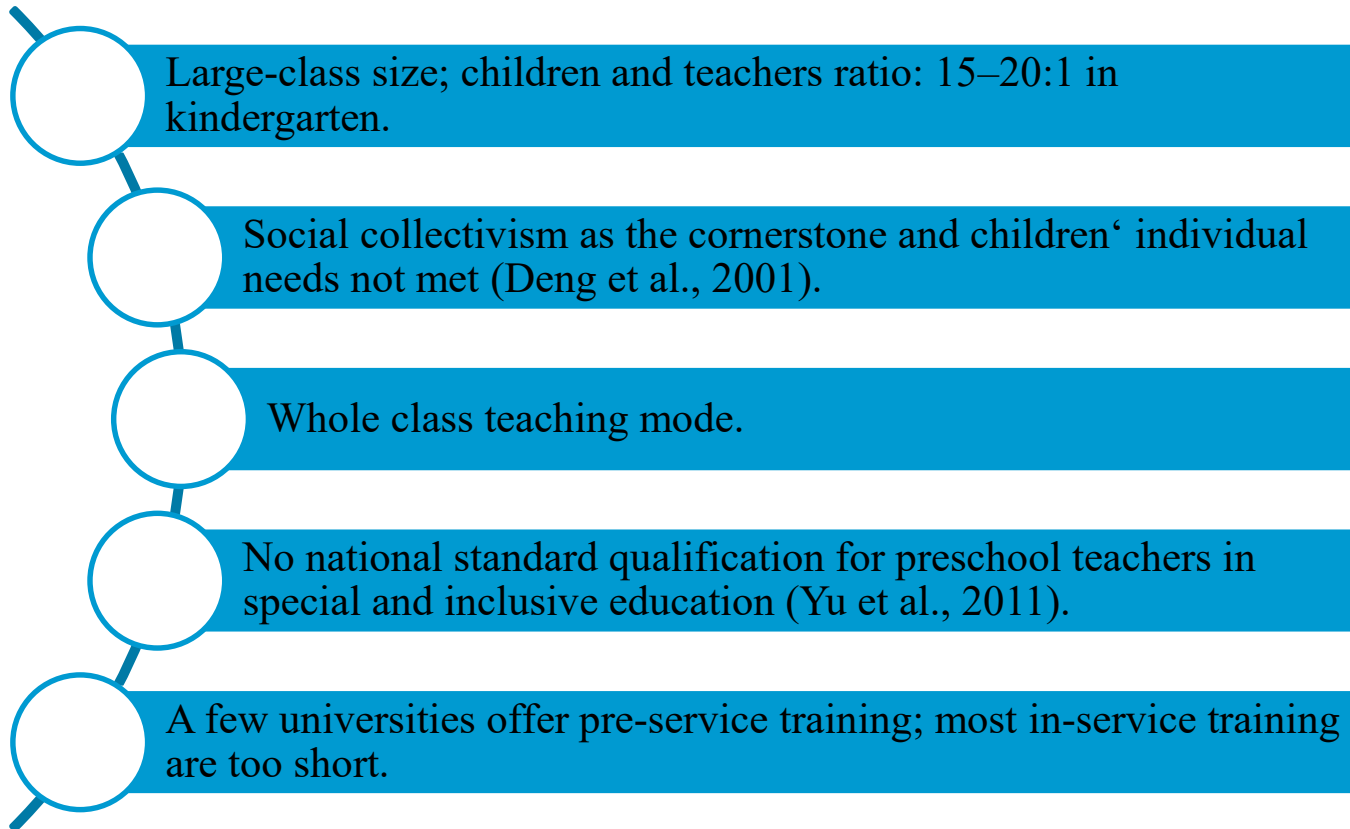 Large-class size; children and teachers ratio: 15–20:1 in
kindergarten.
Social collectivism as the cornerstone and children‘ individual
needs not met (Deng et al., 2001).
Whole class teaching mode.
No national standard qualification for preschool teachers in
special and inclusive education (Yu et al., 2011).
A few universities offer pre-service training; most in-service training
are too short.